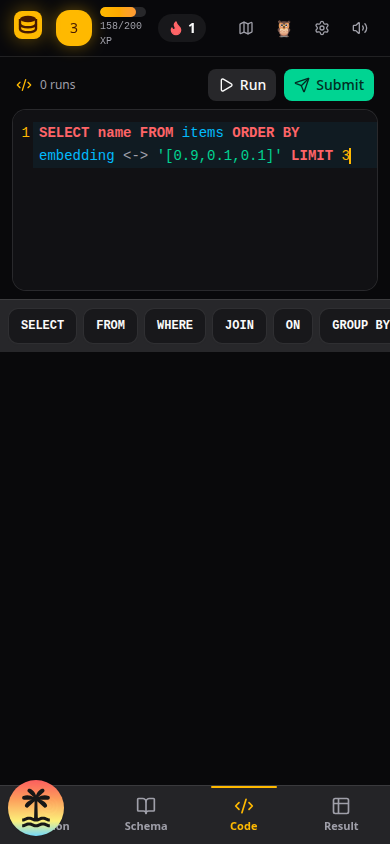 3
158/200
XP
1
0 runs
Run
Submit
1
SELECT name FROM items ORDER BY
embedding <-> '[0.9,0.1,0.1]' LIMIT 3
SELECT
FROM
WHERE
JOIN
ON
GROUP BY
on
Schema
Code
Result